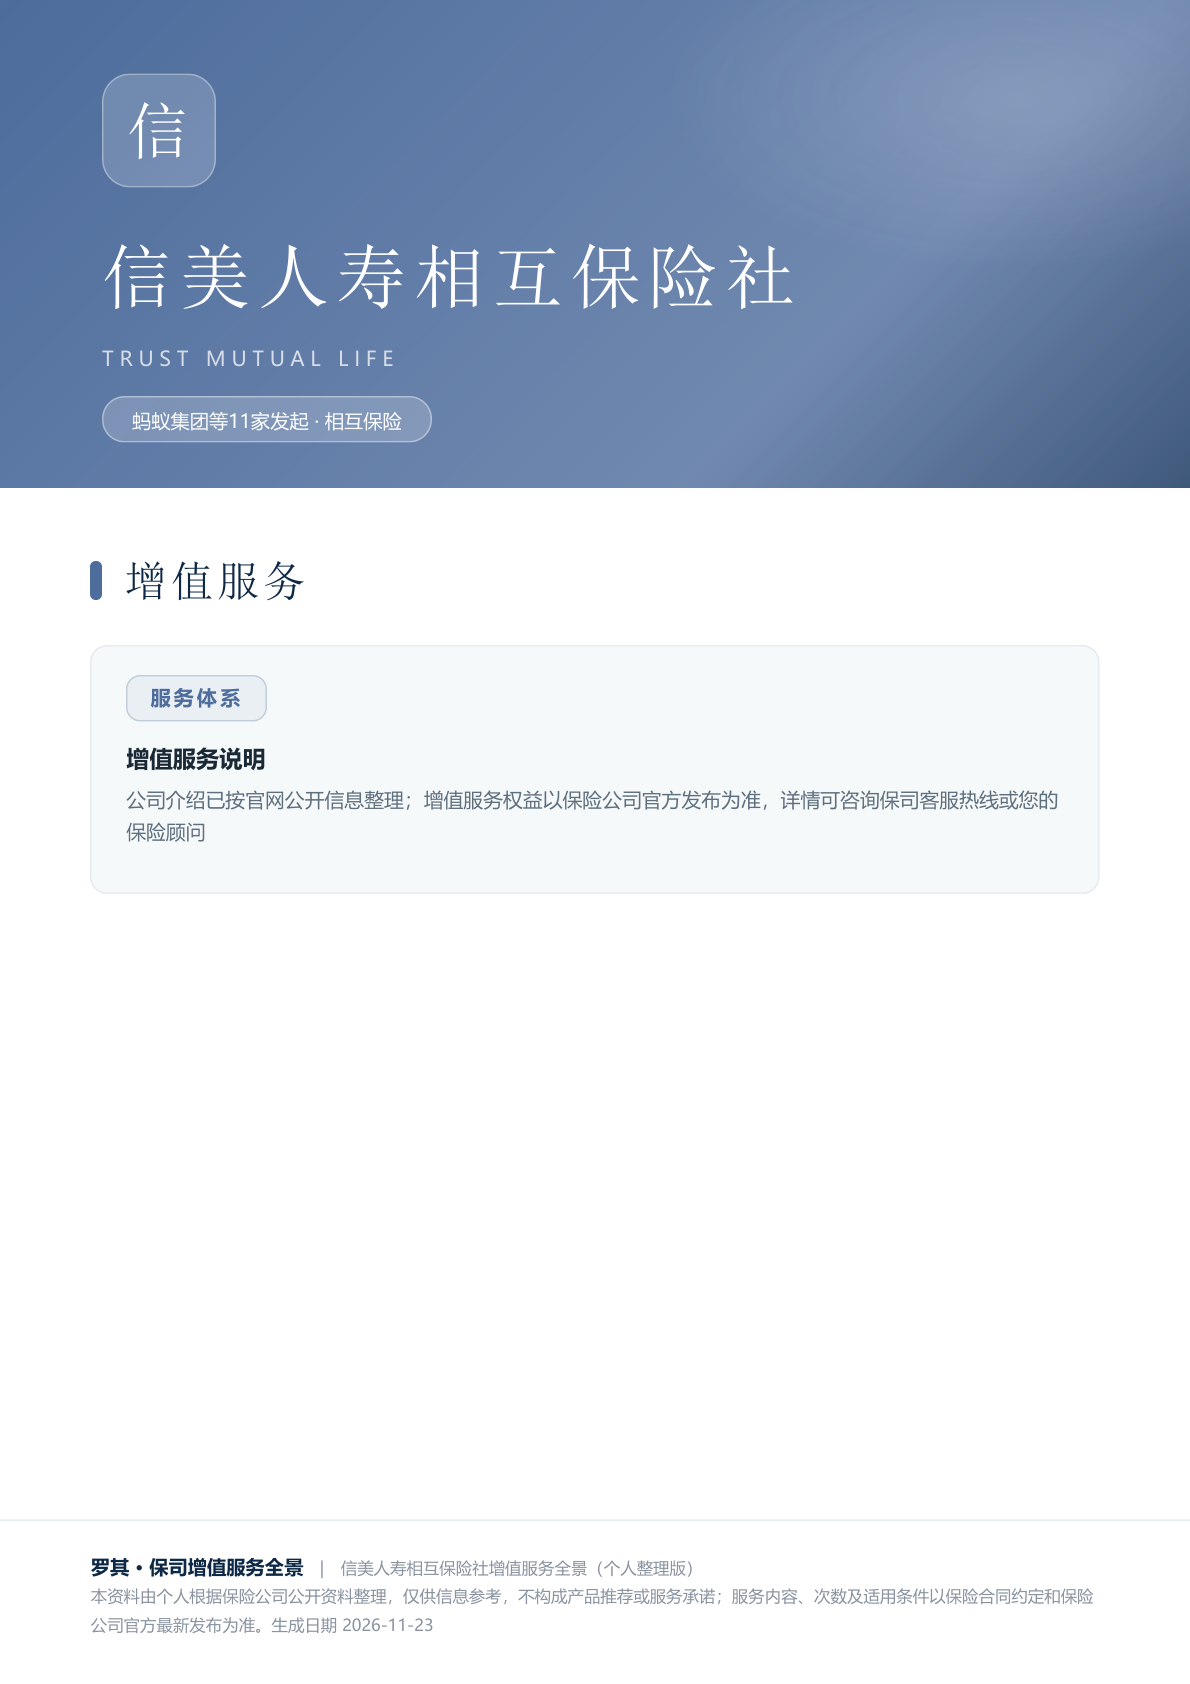 信
信美人寿相互保险社
TRUST MUTUAL LIFE
蚂蚁集团等11家发起 · 相互保险
增值服务
服务体系
增值服务说明
公司介绍已按官网公开信息整理；增值服务权益以保险公司官方发布为准，详情可咨询保司客服热线或您的
保险顾问
罗其 • 保司增值服务全景 | 信美人寿相互保险社增值服务全景（个人整理版）
本资料由个人根据保险公司公开资料整理，仅供信息参考，不构成产品推荐或服务承诺；服务内容、次数及适用条件以保险合同约定和保险
公司官方最新发布为准。生成日期 2026-11-23